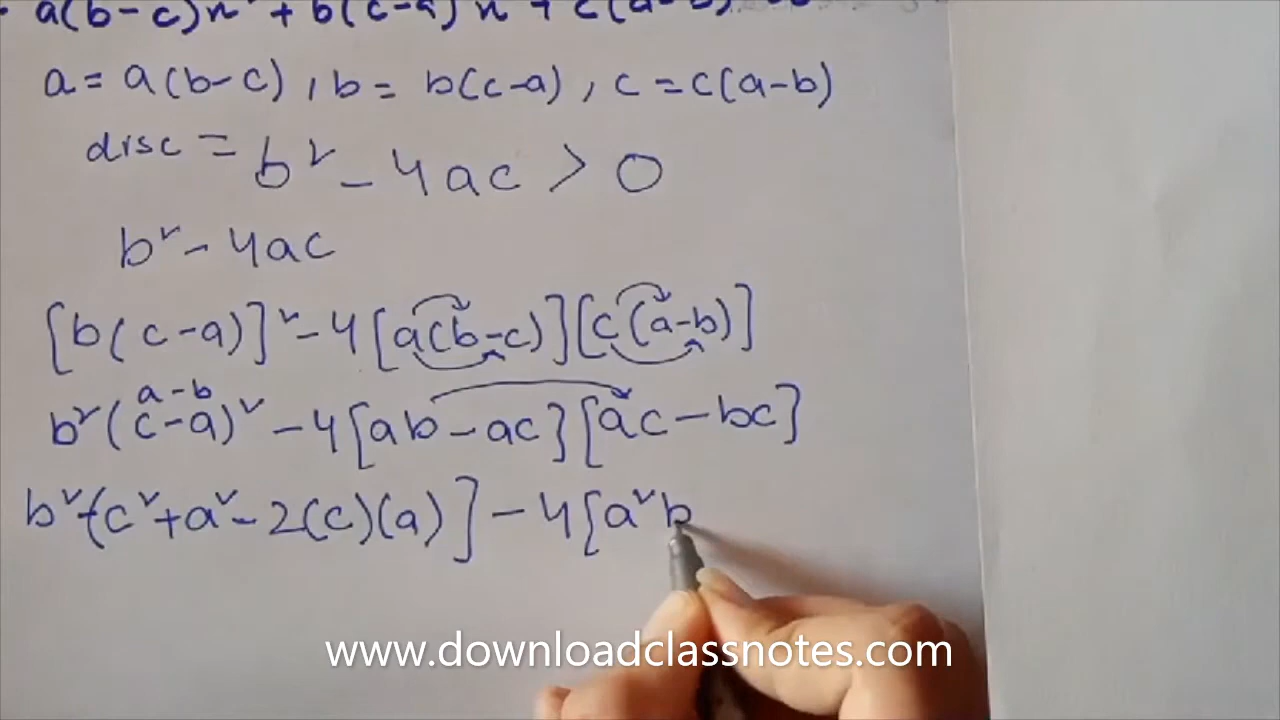 a(b-c)x² + b(c-a)x + c(a-b)
a = a(b-c), b = b(c-a), c = c(a-b)
disc = b² - 4ac > 0
b² - 4ac
[b(c-a)]² - 4[a(b-c)][c(a-b)]
a-b
b²(c-a)² - 4[ab-ac][ac-bc]
b²(c²+a²-2(c)(a)] - 4[a²b
www.downloadclassnotes.com